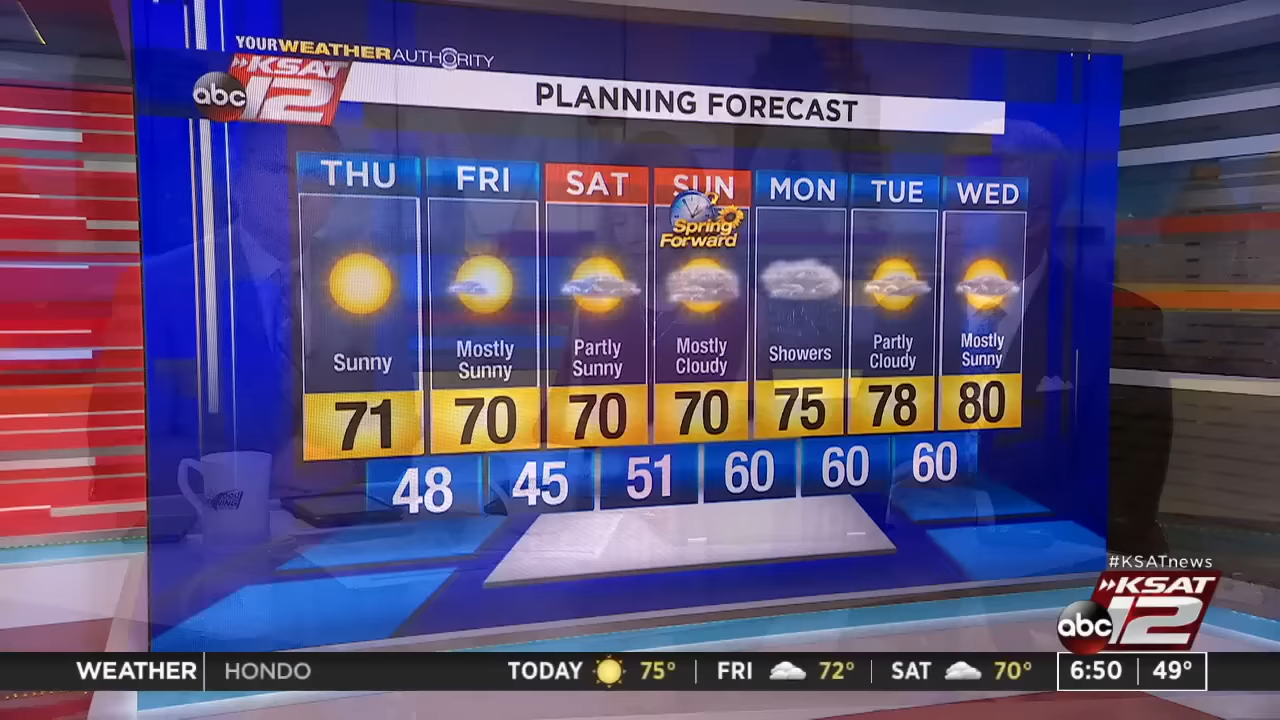 YOUR WEATHER AUTHORITY
KSAT
abc 12
PLANNING FORECAST
THU FRI SAT SUN MON TUE WED
Spring
Forward
Sunny
Mostly
Sunny
Partly
Sunny
Mostly
Cloudy
Showers
Partly
Cloudy
Mostly
Sunny
71 70 70 70 75 78 80
48 45 51 60 60 60
#KSATnews
KSAT
abc 12
WEATHER HONDO TODAY 75° FRI 72° SAT 70° 6:50 49°